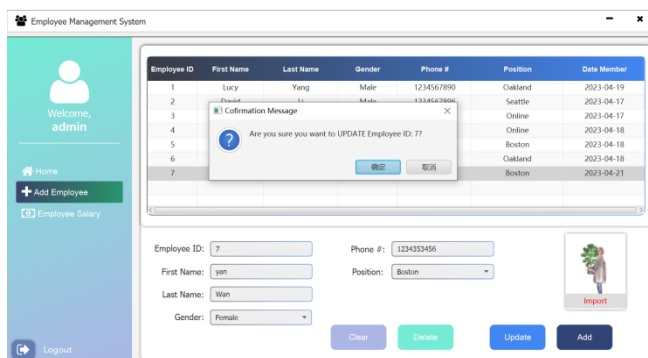 Employee Management System
Welcome,
admin
Home
Add Employee
Employee Salary
Logout
Employee ID First Name Last Name Gender Phone # Position Date Member
1 Lucy Yang Male 1234567890 Oakland 2023-04-19
2 David Li Male 1234567896 Seattle 2023-04-17
3 Online 2023-04-17
4 Online 2023-04-18
5 Boston 2023-04-18
6 Oakland 2023-04-18
7 Boston 2023-04-21
Cofirmation Message
Are you sure you want to UPDATE Employee ID: 7?
确定 取消
Employee ID: 7 Phone #: 1234353456
First Name: yan Position: Boston
Last Name: Wan
Gender: Female
Import
Clear Delete Update Add